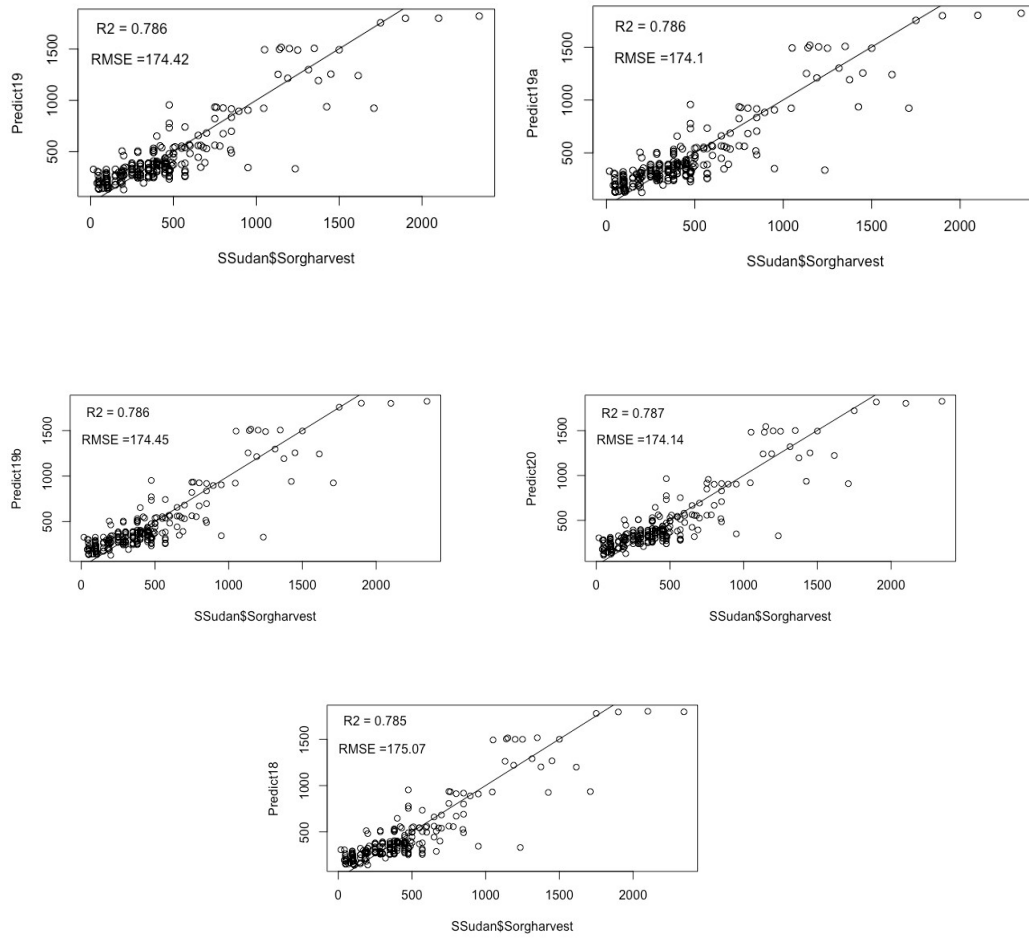 R2 = 0.786
RMSE =174.42
Predict19
500
1000
1500
0
500
1000
1500
2000
SSudan$Sorgharvest
R2 = 0.786
RMSE =174.1
Predict19a
500
1000
1500
0
500
1000
1500
2000
SSudan$Sorgharvest
R2 = 0.786
RMSE =174.45
Predict19b
500
1000
1500
0
500
1000
1500
2000
SSudan$Sorgharvest
R2 = 0.787
RMSE =174.14
Predict20
500
1000
1500
0
500
1000
1500
2000
SSudan$Sorgharvest
R2 = 0.785
RMSE =175.07
Predict18
500
1000
1500
0
500
1000
1500
2000
SSudan$Sorgharvest